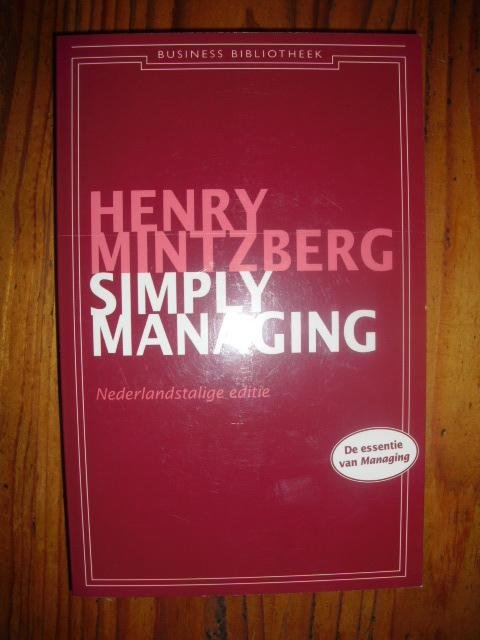 BUSINESS BIBLIOTHEEK
HENRY
MINTZBERG
SIMPLY
MANAGING
Nederlandstalige editie
De essentie
van Managing